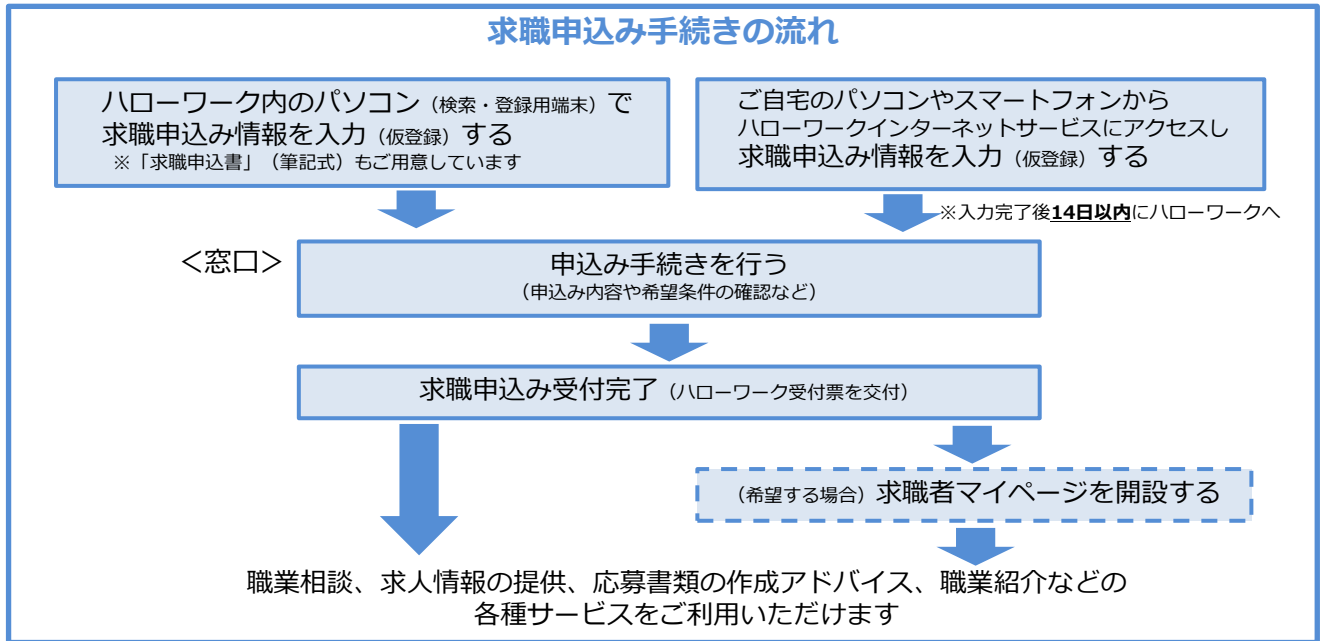 求職申込み手続きの流れ
ハローワーク内のパソコン（検索・登録用端末）で
求職申込み情報を入力（仮登録）する
※「求職申込書」（筆記式）もご用意しています
ご自宅のパソコンやスマートフォンから
ハローワークインターネットサービスにアクセスし
求職申込み情報を入力（仮登録）する
※入力完了後14日以内にハローワークへ
＜窓口＞
申込み手続きを行う
（申込み内容や希望条件の確認など）
求職申込み受付完了（ハローワーク受付票を交付）
（希望する場合）求職者マイページを開設する
職業相談、求人情報の提供、応募書類の作成アドバイス、職業紹介などの
各種サービスをご利用いただけます